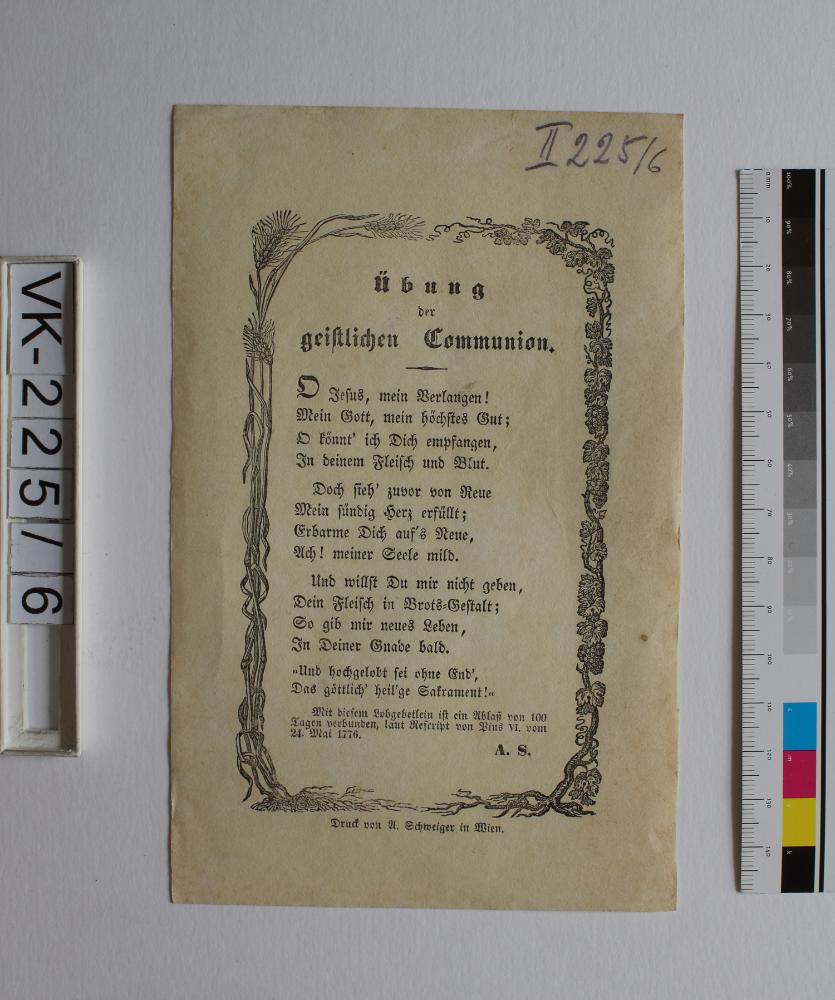 II 225/6
VK-225/6
Übung
der
geistlichen Communion.
O Jesus, mein Verlangen!
Mein Gott, mein höchstes Gut;
O könnt' ich Dich empfangen,
In deinem Fleisch und Blut.
Doch sieh' zuvor von Reue
Mein sündig Herz erfüllt;
Erbarme Dich auf's Neue,
Ach! meiner Seele mild.
Und willst Du mir nicht geben,
Dein Fleisch in Brots-Gestalt;
So gib mir neues Leben,
In Deiner Gnade bald.
„Und hochgelobt sei ohne End',
Das göttlich' heil'ge Sakrament!"
Mit diesem Lobgebetlein ist ein Ablaß von 100
Tagen verbunden, laut Rescript von Pius VI. vom
24. Mai 1776.
A. S.
Druck von A. Schweiger in Wien.